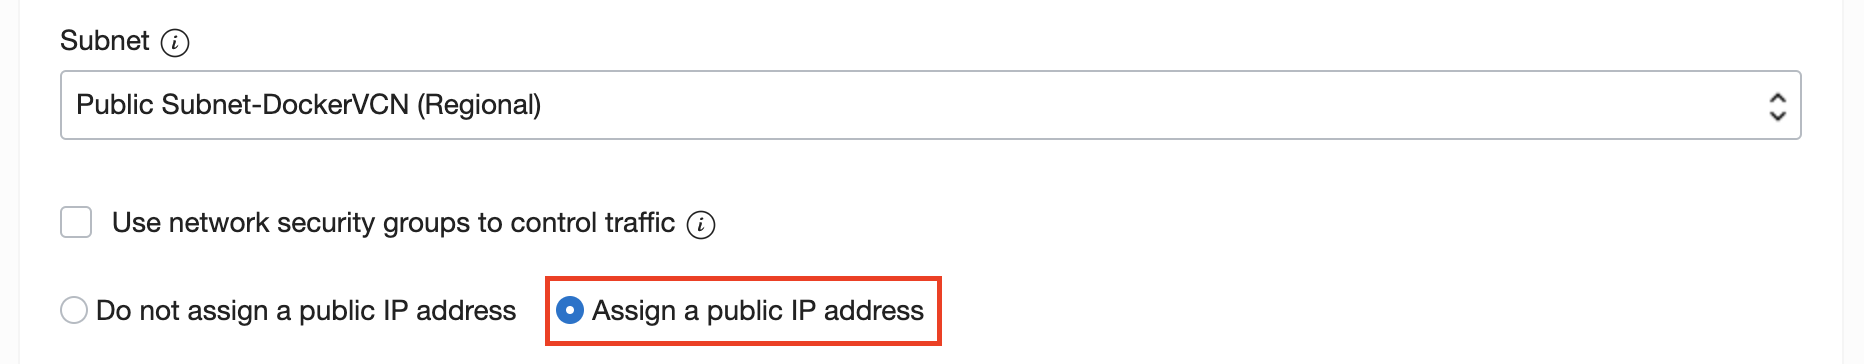 Subnet
Public Subnet-DockerVCN (Regional)
Use network security groups to control traffic
Do not assign a public IP address
Assign a public IP address